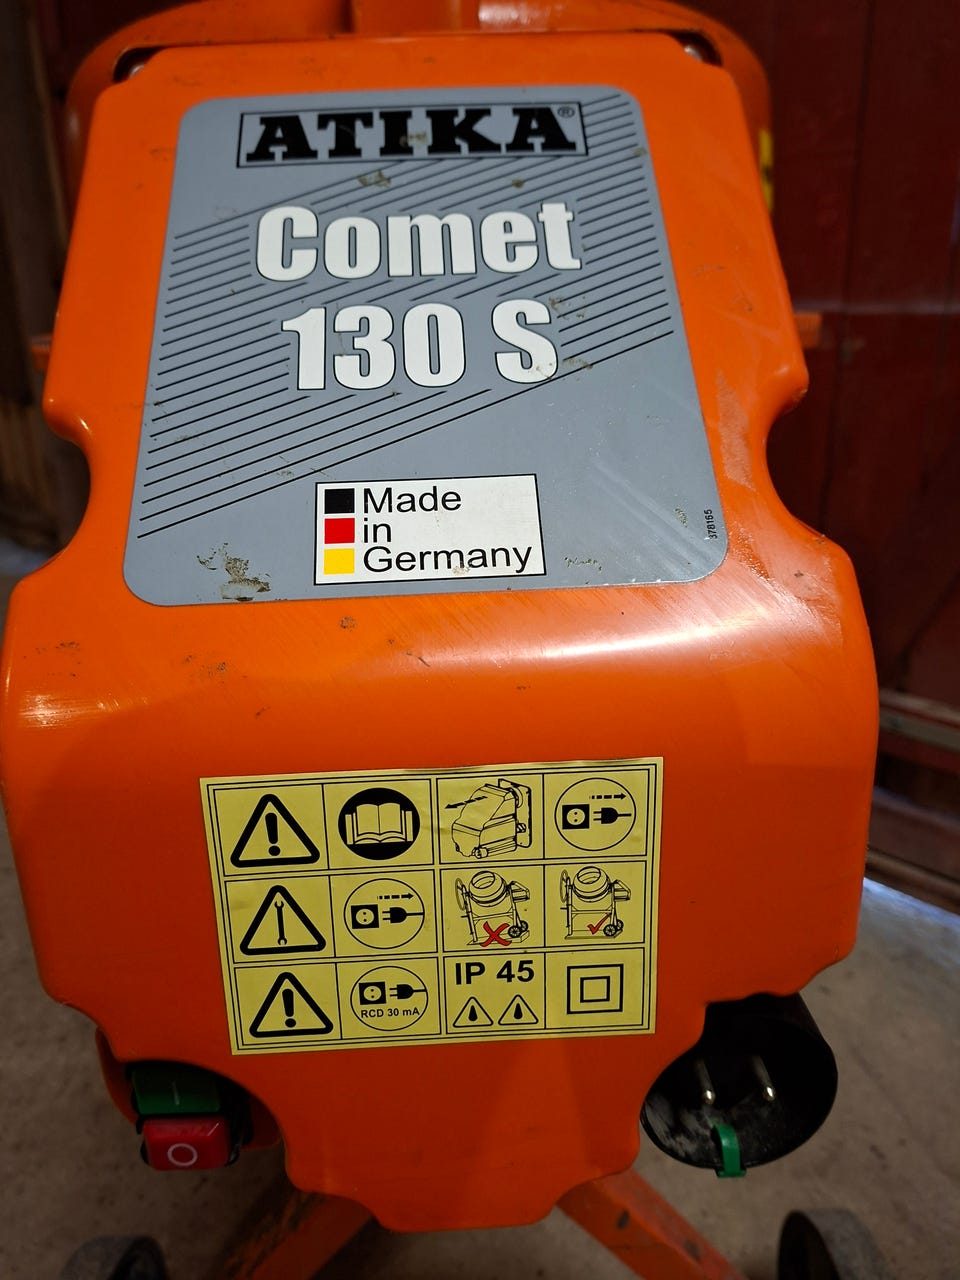 ATIKA®
Comet
130 S
Made
in
Germany
378165
RCD 30 mA
IP 45